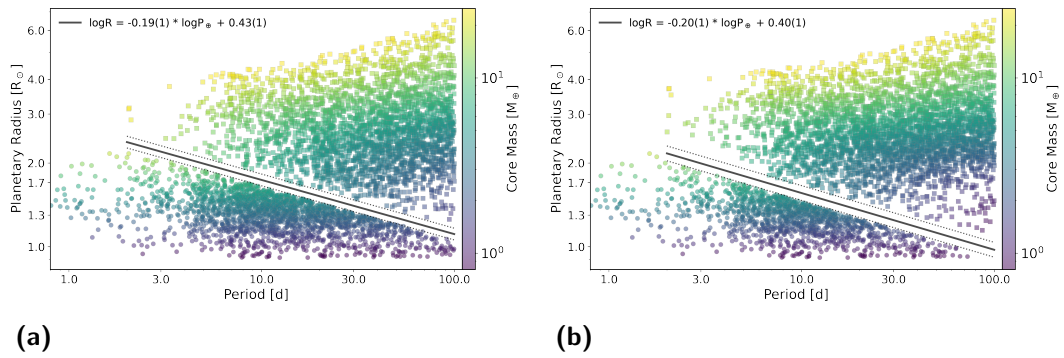 logR = -0.19(1) * logP⊕ + 0.43(1)
6.0
4.0
3.0
2.0
1.7
1.3
1.0
Planetary Radius [R⊙]
1.0
3.0
10.0
30.0
100.0
Period [d]
10¹
10⁰
Core Mass [M⊕]
(a)
logR = -0.20(1) * logP⊕ + 0.40(1)
6.0
4.0
3.0
2.0
1.7
1.3
1.0
Planetary Radius [R⊙]
1.0
3.0
10.0
30.0
100.0
Period [d]
10¹
10⁰
Core Mass [M⊕]
(b)